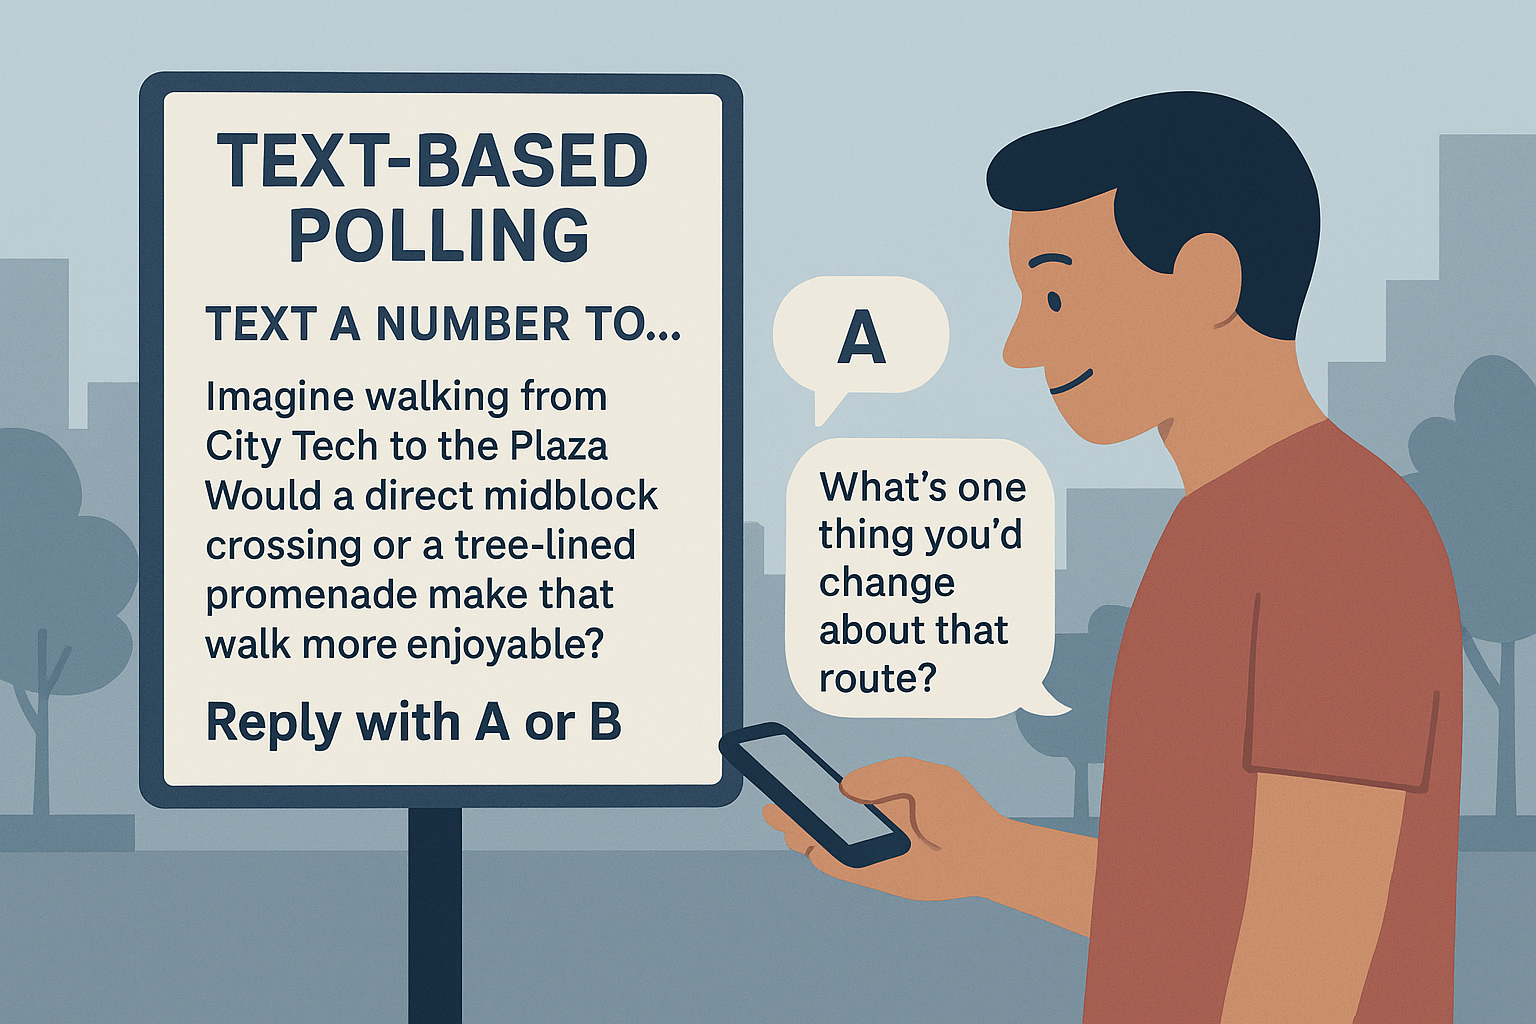 TEXT-BASED
POLLING
TEXT A NUMBER TO...
Imagine walking from
City Tech to the Plaza
Would a direct midblock
crossing or a tree-lined
promenade make that
walk more enjoyable?
Reply with A or B
A
What's one
thing you'd
change
about that
route?